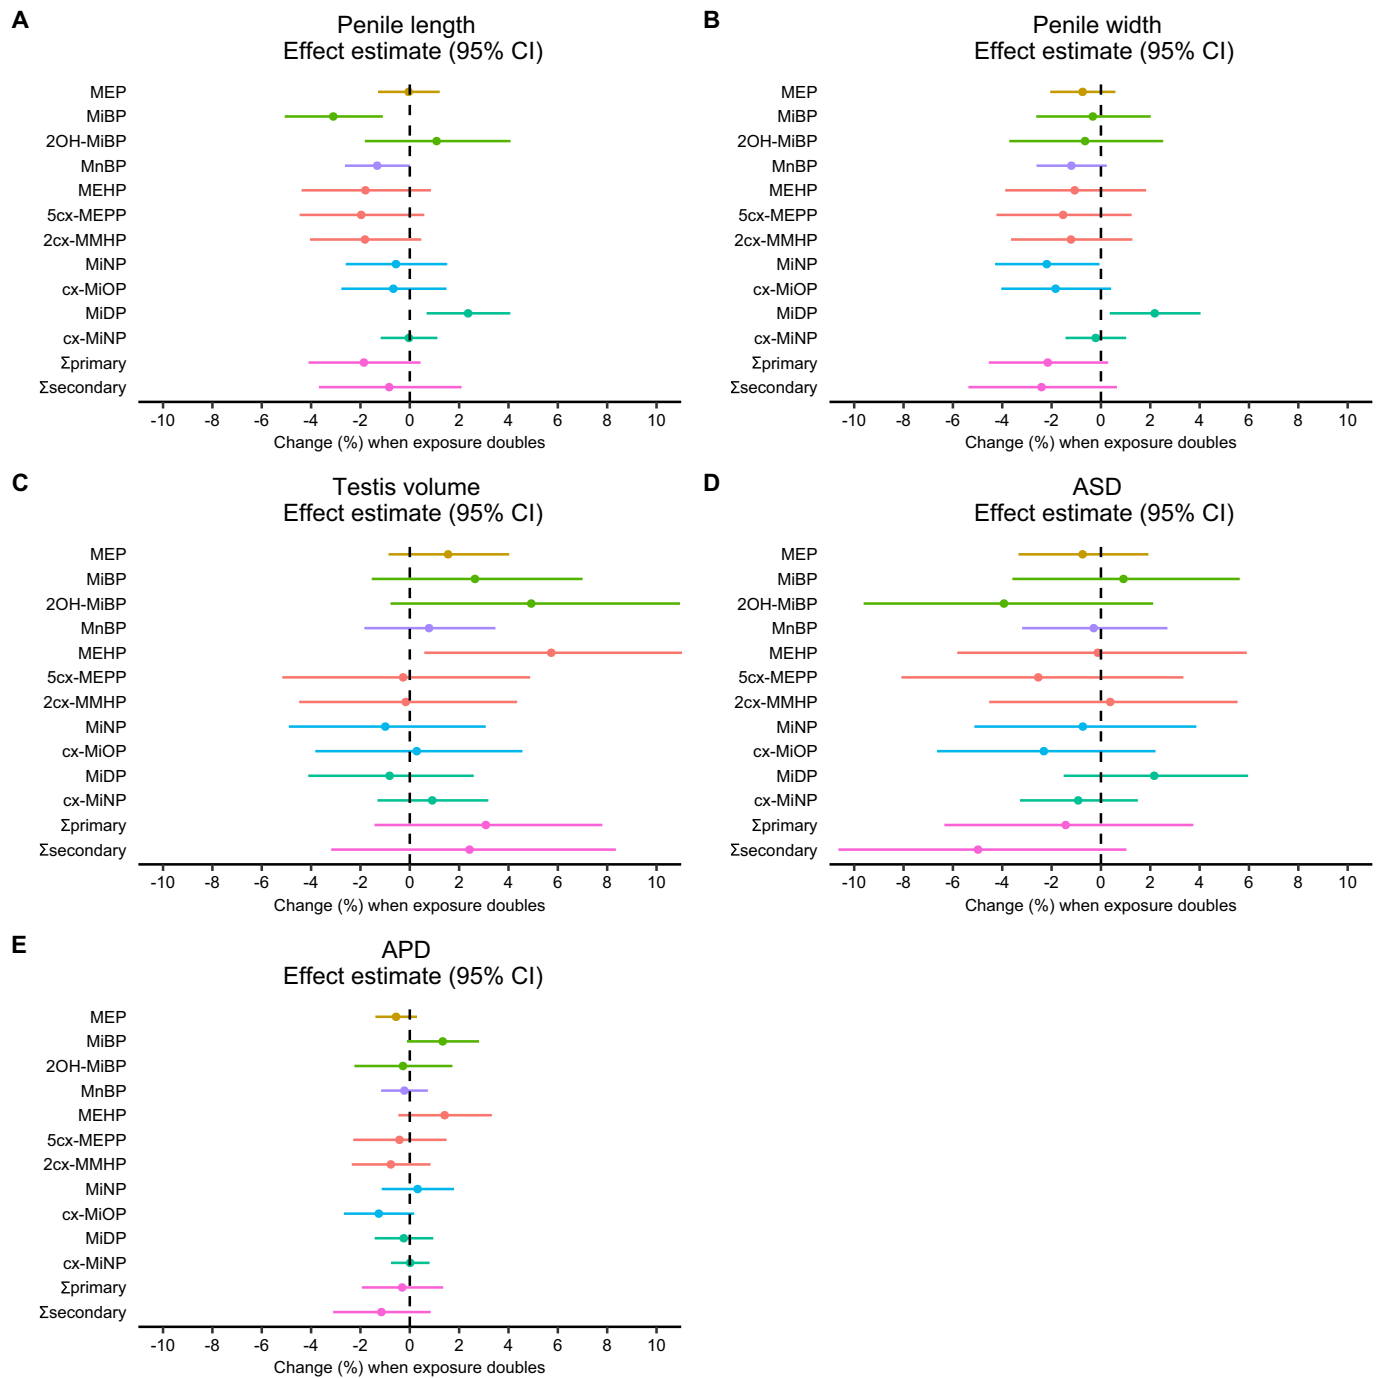 A
Penile length
Effect estimate (95% CI)
MEP
MiBP
2OH-MiBP
MnBP
MEHP
5cx-MEPP
2cx-MMHP
MiNP
cx-MiOP
MiDP
cx-MiNP
Σprimary
Σsecondary
-10 -8 -6 -4 -2 0 2 4 6 8 10
Change (%) when exposure doubles
B
Penile width
Effect estimate (95% CI)
MEP
MiBP
2OH-MiBP
MnBP
MEHP
5cx-MEPP
2cx-MMHP
MiNP
cx-MiOP
MiDP
cx-MiNP
Σprimary
Σsecondary
-10 -8 -6 -4 -2 0 2 4 6 8 10
Change (%) when exposure doubles
C
Testis volume
Effect estimate (95% CI)
MEP
MiBP
2OH-MiBP
MnBP
MEHP
5cx-MEPP
2cx-MMHP
MiNP
cx-MiOP
MiDP
cx-MiNP
Σprimary
Σsecondary
-10 -8 -6 -4 -2 0 2 4 6 8 10
Change (%) when exposure doubles
D
ASD
Effect estimate (95% CI)
MEP
MiBP
2OH-MiBP
MnBP
MEHP
5cx-MEPP
2cx-MMHP
MiNP
cx-MiOP
MiDP
cx-MiNP
Σprimary
Σsecondary
-10 -8 -6 -4 -2 0 2 4 6 8 10
Change (%) when exposure doubles
E
APD
Effect estimate (95% CI)
MEP
MiBP
2OH-MiBP
MnBP
MEHP
5cx-MEPP
2cx-MMHP
MiNP
cx-MiOP
MiDP
cx-MiNP
Σprimary
Σsecondary
-10 -8 -6 -4 -2 0 2 4 6 8 10
Change (%) when exposure doubles